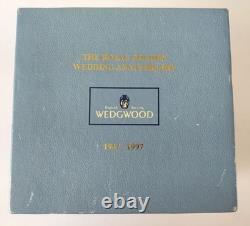 THE ROYAL GOLDEN
WEDDING ANNIVERSARY
WEDGWOOD
1947 1997